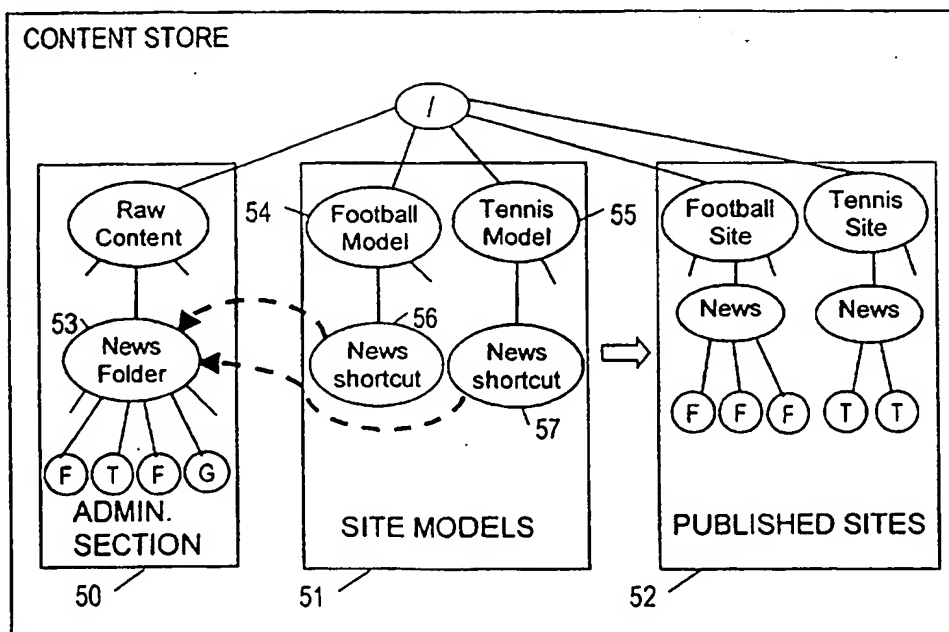 CONTENT STORE
/
Raw
Content
54
Football
Model
Tennis
Model
55
Football
Site
Tennis
Site
53
News
Folder
56
News
shortcut
News
shortcut
57
News
News
F T F G
F F F T T
ADMIN.
SECTION
SITE MODELS
PUBLISHED SITES
50
51
52